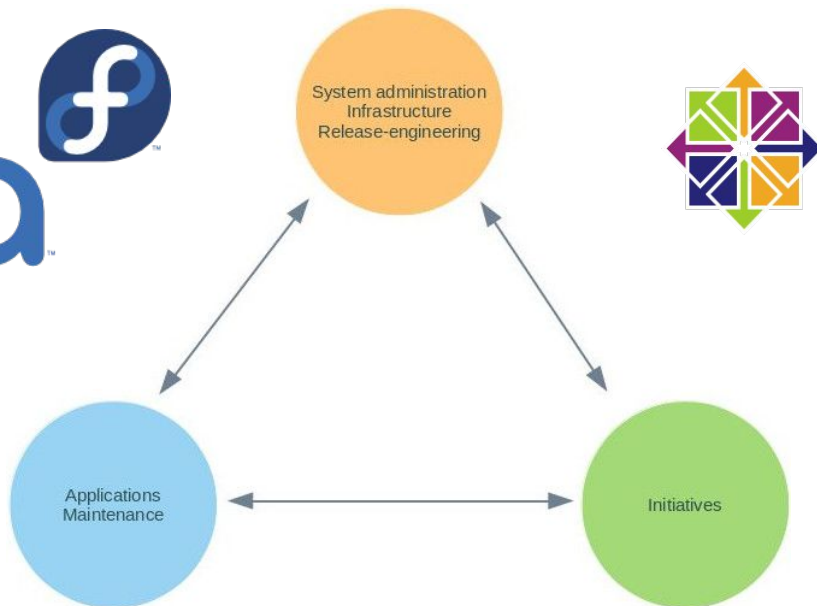 System administration
Infrastructure
Release-engineering
Applications
Maintenance
Initiatives